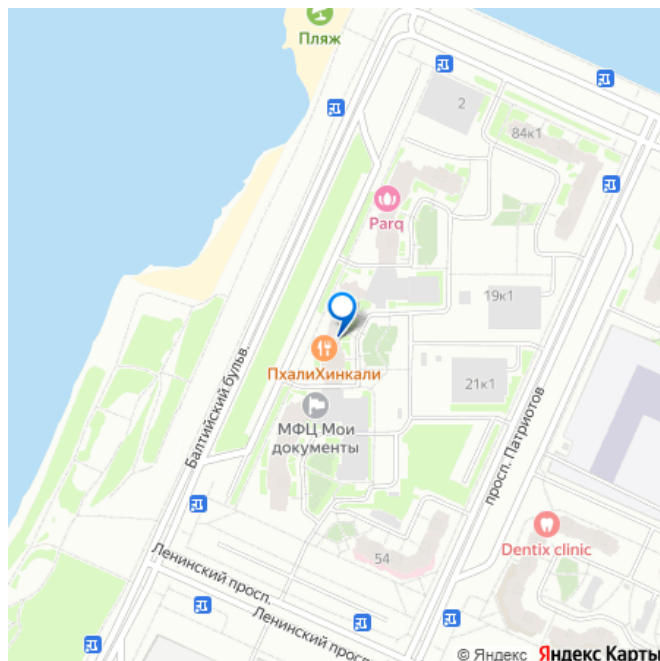 Пляж
2
84к1
Parq
19к1
ПхалиХинкали
21к1
МФЦ Мои
документы
Балтийский бульв.
просп. Патриотов
Dentix clinic
54
Ленинский просп.
Ленинский просп.
© Яндекс Яндекс Карты